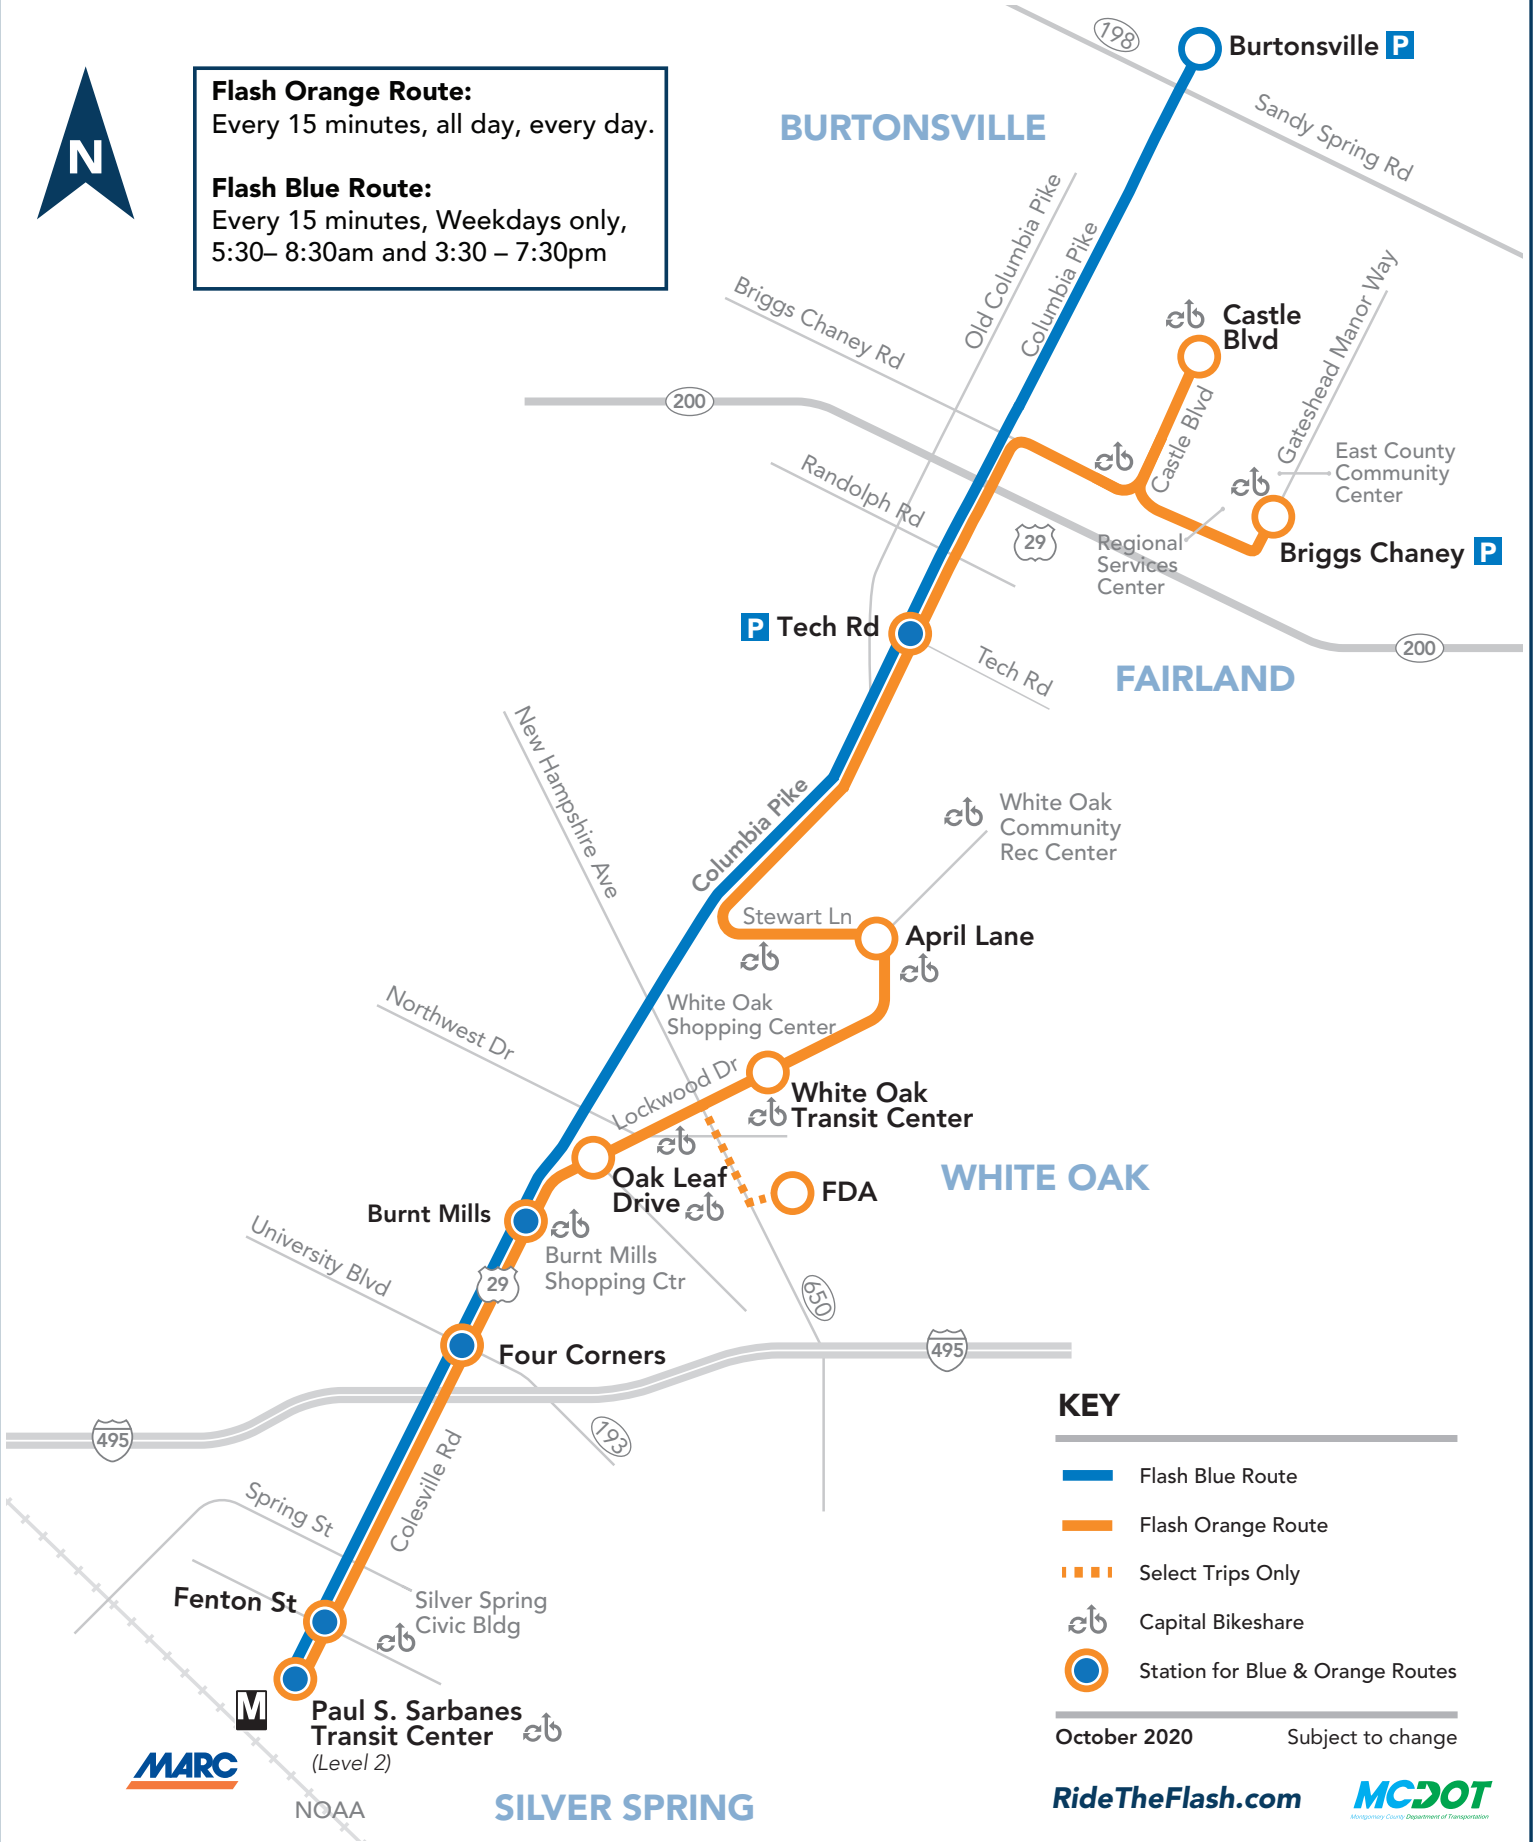 198
Burtonsville P
Flash Orange Route:
Every 15 minutes, all day, every day.
Flash Blue Route:
Every 15 minutes, Weekdays only,
5:30– 8:30am and 3:30 – 7:30pm
N
BURTONSVILLE
Sandy Spring Rd
Old Columbia Pike
Columbia Pike
Briggs Chaney Rd
Castle
Blvd
Gateshead Manor Way
200
Castle Blvd
East County
Community
Center
Randolph Rd
29
Regional
Services
Center
Briggs Chaney P
P Tech Rd
Tech Rd
200
FAIRLAND
New Hampshire Ave
Columbia Pike
White Oak
Community
Rec Center
Stewart Ln
April Lane
Northwest Dr
White Oak
Shopping Center
Lockwood Dr
White Oak
Transit Center
Oak Leaf
Drive
FDA
WHITE OAK
Burnt Mills
University Blvd
Burnt Mills
Shopping Ctr
29
650
Four Corners
495
495
193
Colesville Rd
Spring St
Fenton St
Silver Spring
Civic Bldg
M
Paul S. Sarbanes
Transit Center
(Level 2)
MARC
NOAA
SILVER SPRING
KEY
Flash Blue Route
Flash Orange Route
Select Trips Only
Capital Bikeshare
Station for Blue & Orange Routes
October 2020 Subject to change
RideTheFlash.com
MCDOT
Montgomery County Department of Transportation